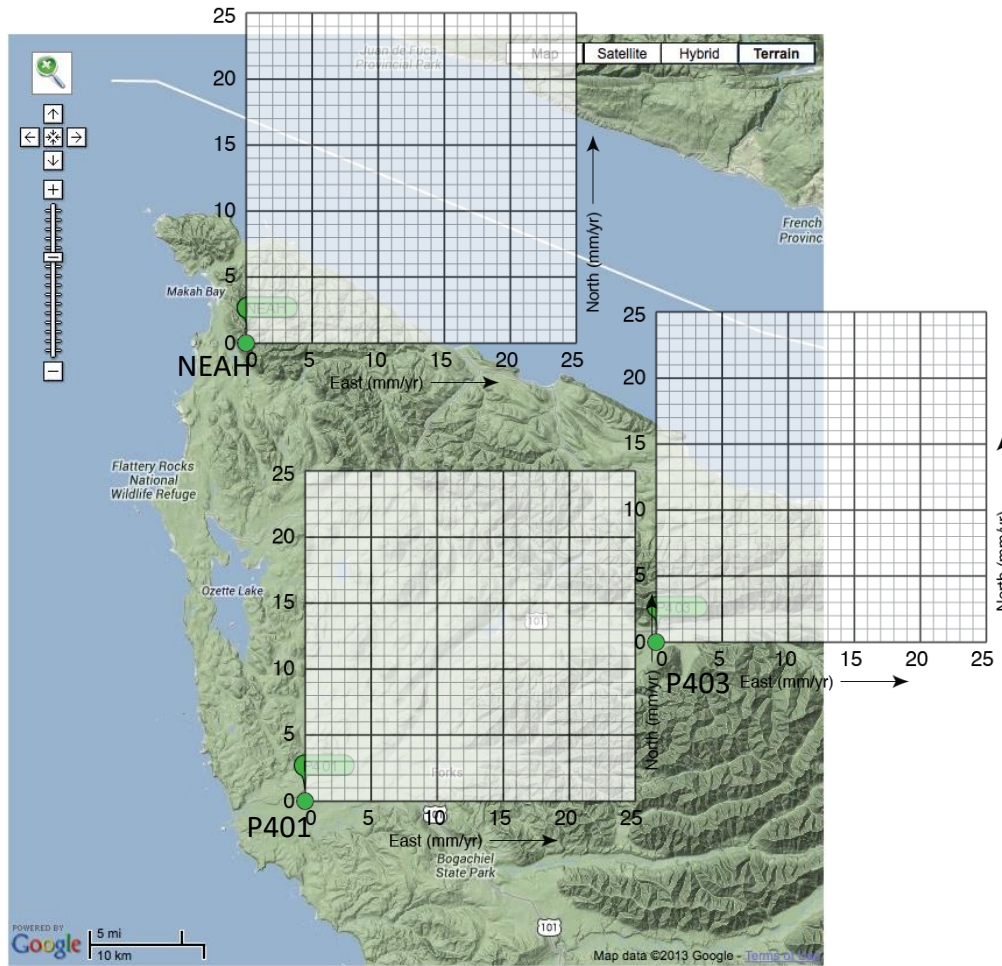 25
Juan de Fuca
Provincial Park
Map Satellite Hybrid Terrain
20
15
10
5
0
North (mm/yr)
French
Provinc
Makah Bay
NEAH
NEAH
0 5 10 15 20 25
East (mm/yr)
25
20
15
10
5
0
North (mm/yr)
P403
P403
0 5 10 15 20 25
East (mm/yr)
Flattery Rocks
National
Wildlife Refuge
25
20
15
10
5
0
Ozette Lake
101
North (mm/yr)
P401
Forks
P401
0 5 10 15 20 25
101
East (mm/yr)
Bogachiel
State Park
101
POWERED BY
Google
5 mi
10 km
Map data ©2013 Google - Terms of Use